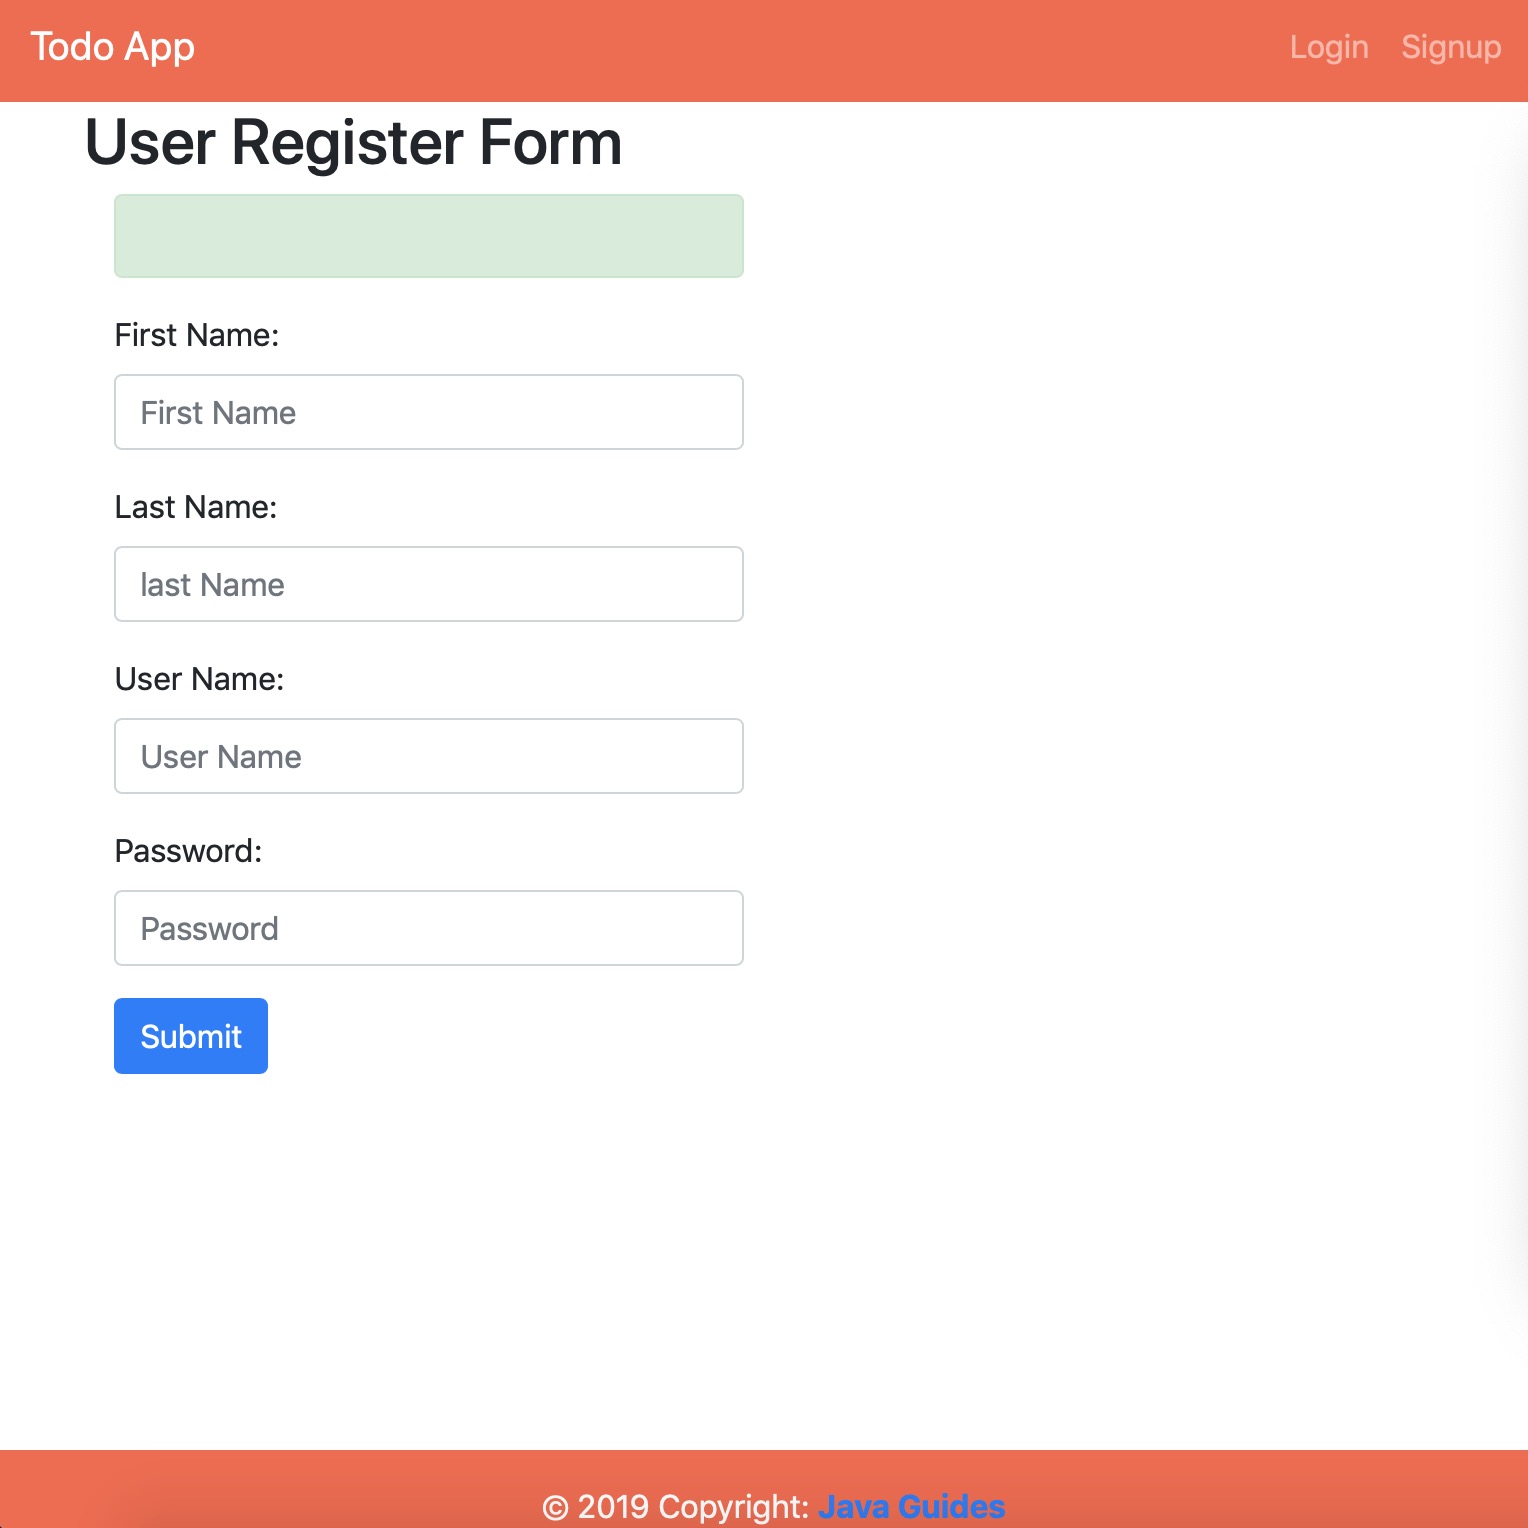 Todo App Login Signup
User Register Form
First Name:
First Name
Last Name:
last Name
User Name:
User Name
Password:
Password
Submit
© 2019 Copyright: Java Guides